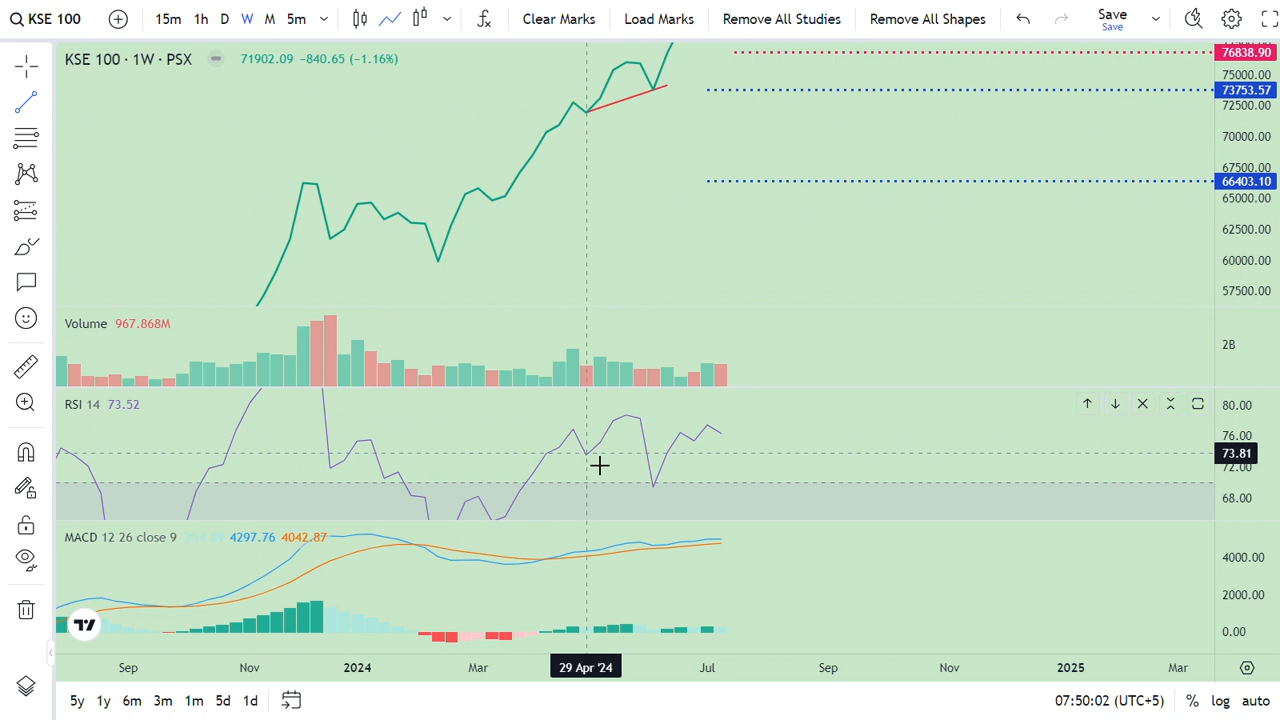 KSE 100 15m 1h D W M 5m Clear Marks Load Marks Remove All Studies Remove All Shapes Save
Save
KSE 100 · 1W · PSX 71902.09 −840.65 (−1.16%)
76838.90
75000.00
73753.57
72500.00
70000.00
67500.00
66403.10
65000.00
62500.00
60000.00
57500.00
Volume 967.868M
2B
RSI 14 73.52
80.00
76.00
73.81
72.00
68.00
MACD 12 26 close 9 4297.76 4042.87
4000.00
2000.00
0.00
Sep Nov 2024 Mar 29 Apr '24 Jul Sep Nov 2025 Mar
5y 1y 6m 3m 1m 5d 1d 07:50:02 (UTC+5) % log auto